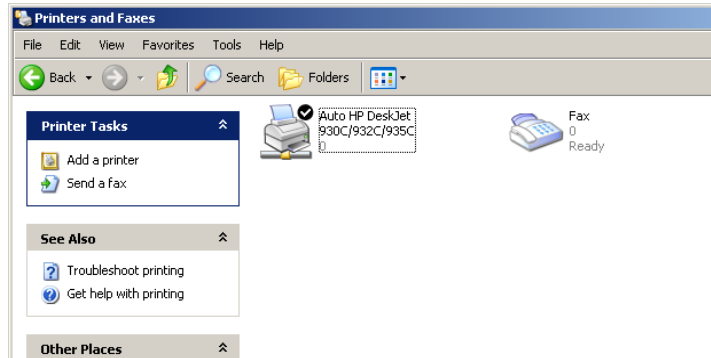 Printers and Faxes
File Edit View Favorites Tools Help
Back Search Folders
Printer Tasks
Add a printer
Send a fax
See Also
Troubleshoot printing
Get help with printing
Other Places
Auto HP DeskJet
930C/932C/935C
0
Fax
0
Ready